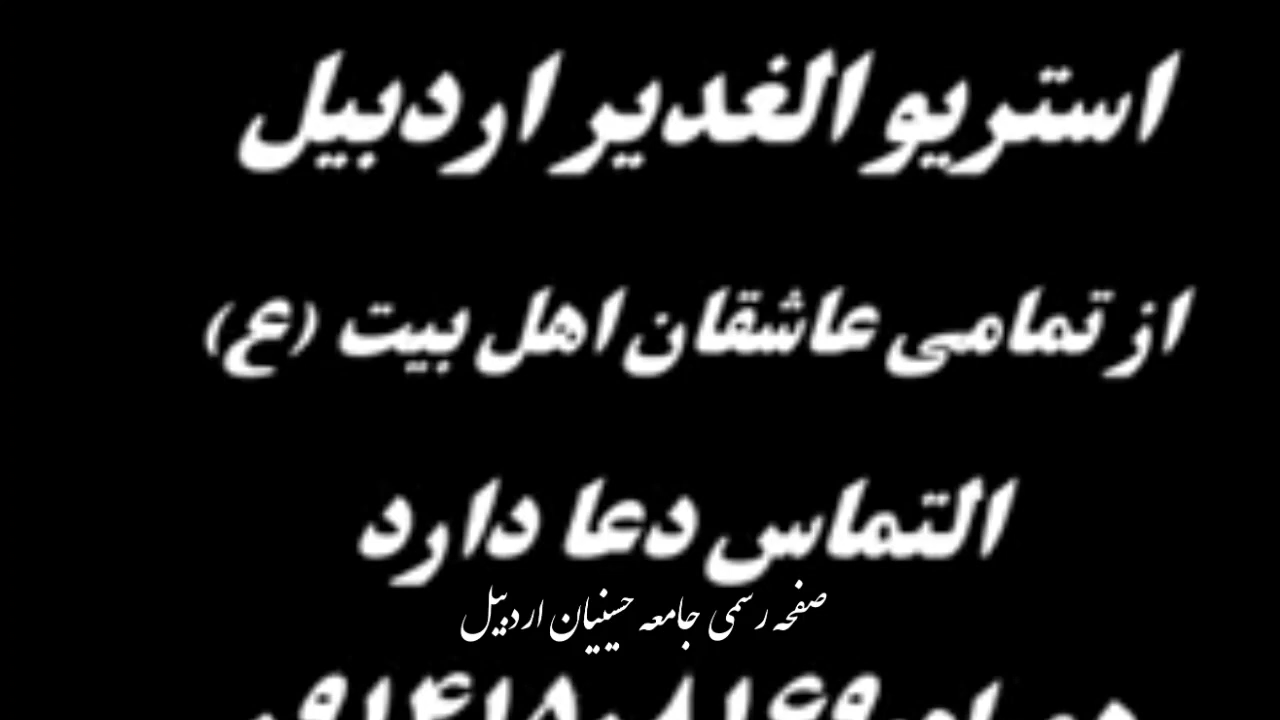 استریو الغدیر اردبیل
از تمامی عاشقان اهل بیت (ع)
التماس دعا دارد
صفحه رسمی جامعه حسینیان اردبیل